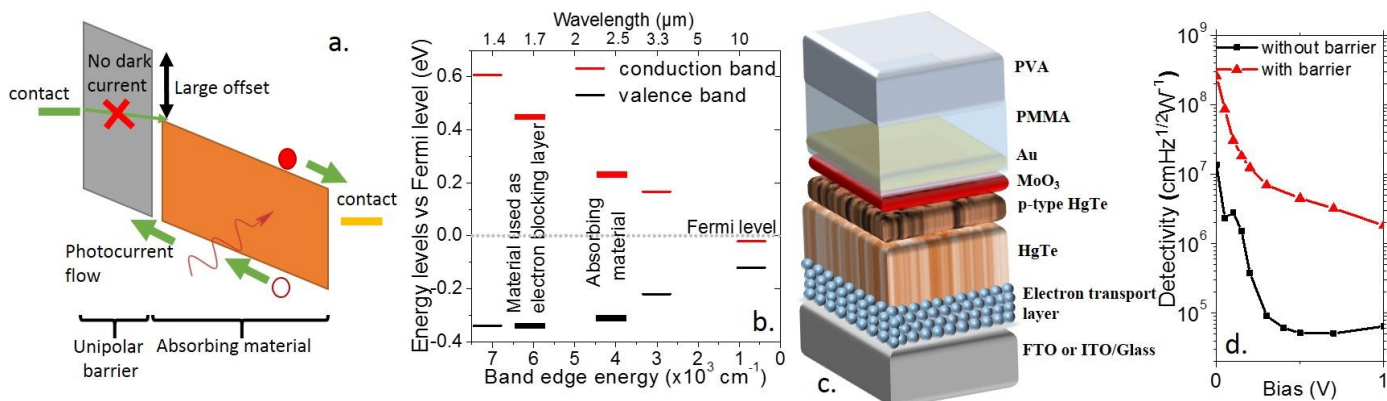 a.
No dark
current
contact
Large offset
contact
Photocurrent
flow
Unipolar
barrier
Absorbing material
Wavelength (µm)
1.4 1.7 2 2.5 3.3 5 10
Energy levels vs Fermi level (eV)
0.6
0.4
0.2
0.0
-0.2
-0.4
conduction band
valence band
Material used as
electron blocking layer
Absorbing
material
Fermi level
b.
7 6 5 4 3 2 1 0
Band edge energy (x10³ cm⁻¹)
PVA
PMMA
Au
MoO₃
p-type HgTe
HgTe
Electron transport
layer
FTO or ITO/Glass
c.
Detectivity (cmHz¹ᐟ²W⁻¹)
10⁹
10⁸
10⁷
10⁶
10⁵
without barrier
with barrier
d.
0 1
Bias (V)